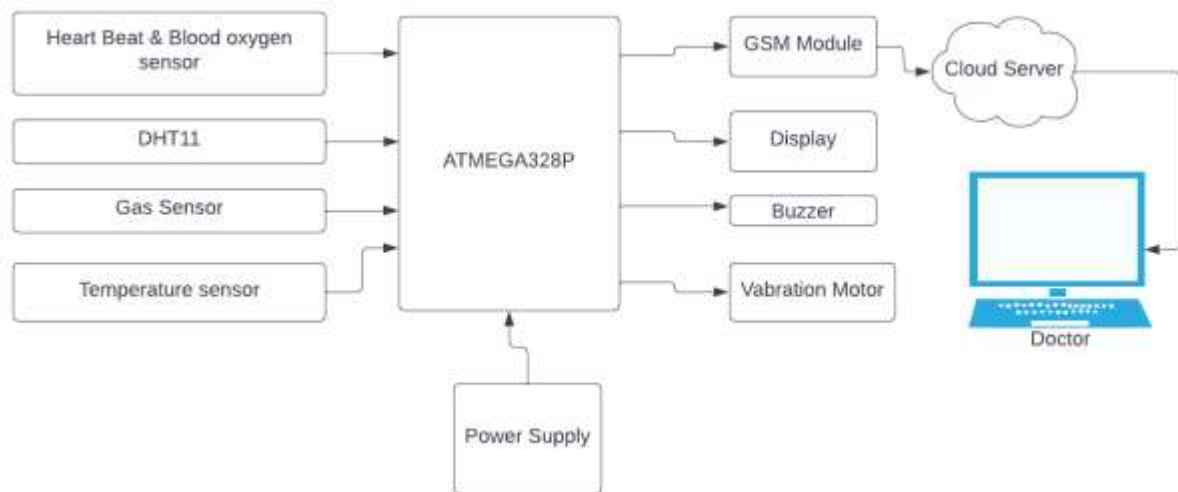 Heart Beat & Blood oxygen
sensor
DHT11
Gas Sensor
Temperature sensor
ATMEGA328P
Power Supply
GSM Module
Cloud Server
Display
Buzzer
Vabration Motor
Doctor